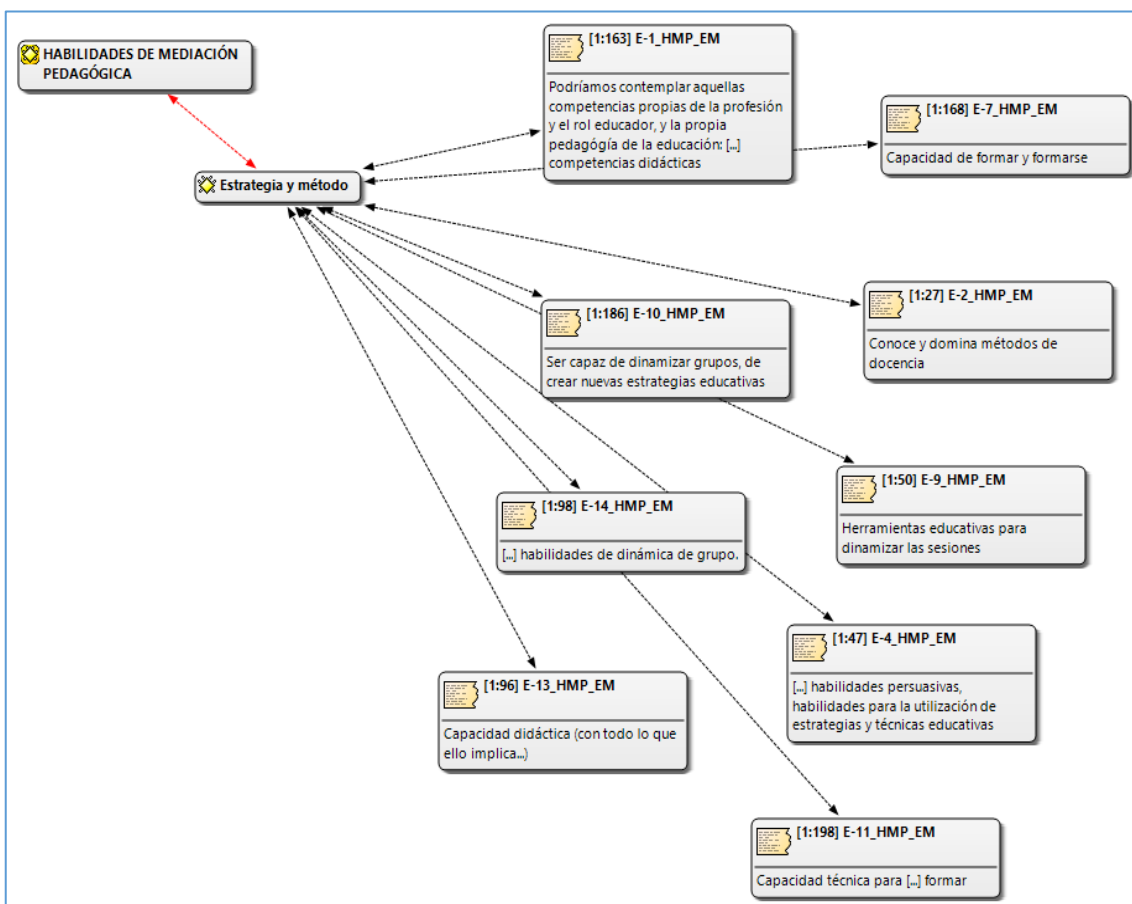 HABILIDADES DE MEDIACIÓN
PEDAGÓGICA
Estrategia y método
[1:163] E-1_HMP_EM
Podríamos contemplar aquellas
competencias propias de la profesión
y el rol educador, y la propia
pedagógía de la educación: [...]
competencias didácticas
[1:168] E-7_HMP_EM
Capacidad de formar y formarse
[1:27] E-2_HMP_EM
Conoce y domina métodos de
docencia
[1:186] E-10_HMP_EM
Ser capaz de dinamizar grupos, de
crear nuevas estrategias educativas
[1:50] E-9_HMP_EM
Herramientas educativas para
dinamizar las sesiones
[1:98] E-14_HMP_EM
[...] habilidades de dinámica de grupo.
[1:47] E-4_HMP_EM
[...] habilidades persuasivas,
habilidades para la utilización de
estrategias y técnicas educativas
[1:96] E-13_HMP_EM
Capacidad didáctica (con todo lo que
ello implica...)
[1:198] E-11_HMP_EM
Capacidad técnica para [...] formar